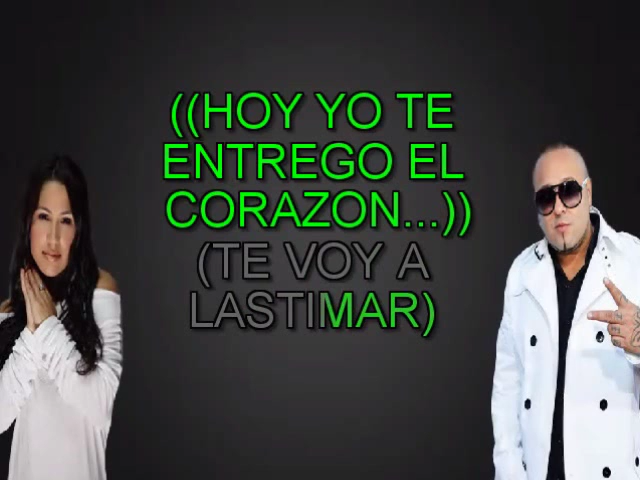 ((HOY YO TE
ENTREGO EL
CORAZON...))
(TE VOY A
LASTIMAR)